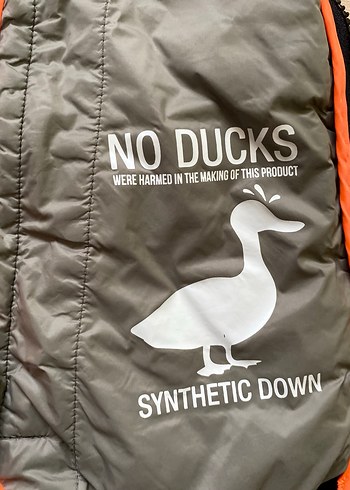 NO DUCKS
WERE HARMED IN THE MAKING OF THIS PRODUCT
SYNTHETIC DOWN